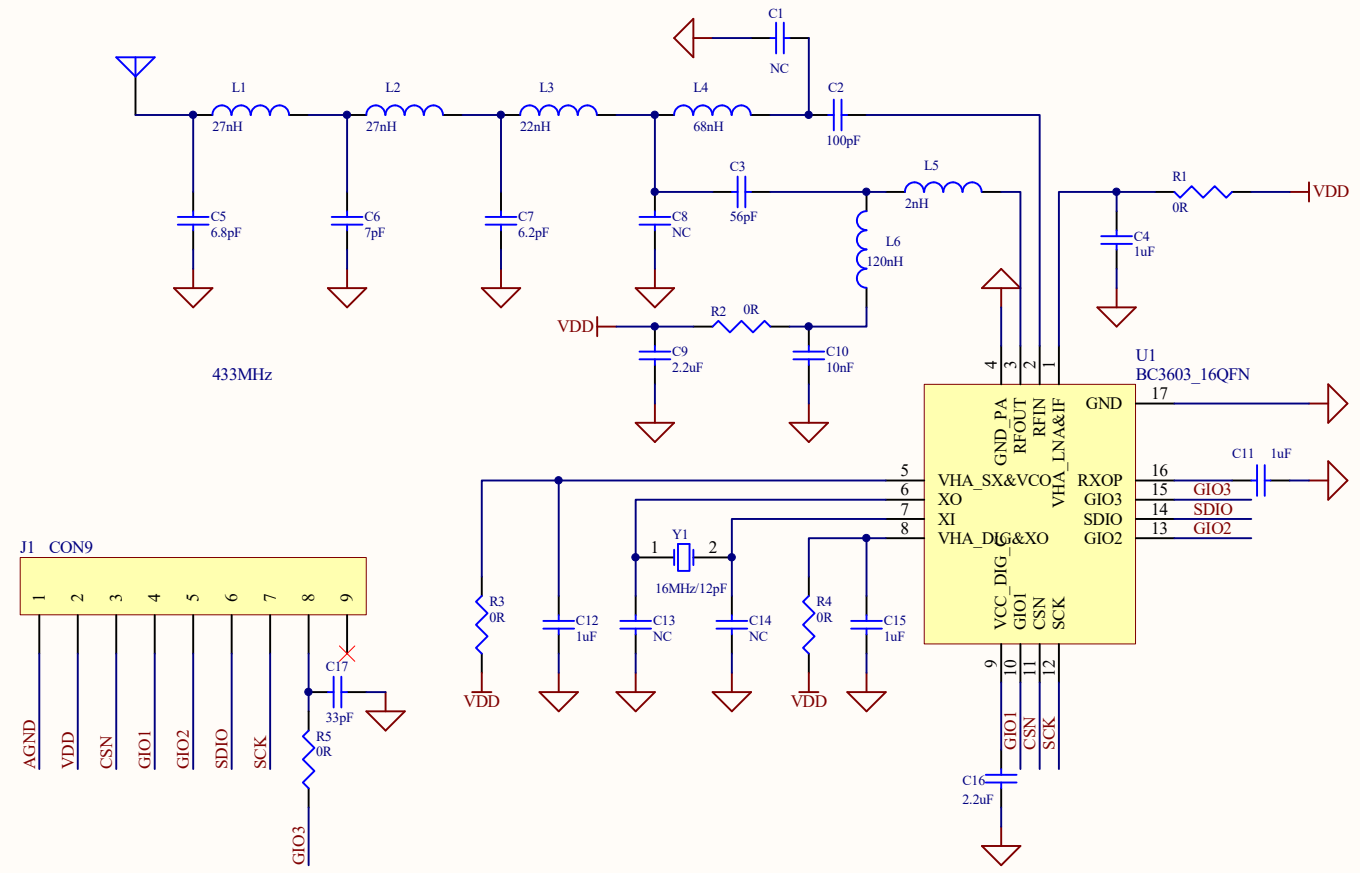 C1
NC
L1
27nH
L2
27nH
L3
22nH
L4
68nH
C2
100pF
C3
56pF
L5
2nH
R1
0R
VDD
C5
6.8pF
C6
7pF
C7
6.2pF
C8
NC
L6
120nH
C4
1uF
VDD
R2 0R
C9
2.2uF
C10
10nF
433MHz
U1
BC3603_16QFN
4
3
2
1
GND_PA
RFOUT
RFIN
VHA_LNA&IF
GND
17
5
VHA_SX&VCO
6
XO
7
XI
8
VHA_DIG&XO
RXOP
16
GIO3
15
GIO3
SDIO
14
SDIO
GIO2
13
GIO2
C11 1uF
VCC_DIG_C
GIO1
CSN
SCK
9
10
11
12
GIO1
CSN
SCK
C16
2.2uF
Y1
1
2
16MHz/12pF
R3
0R
VDD
C12
1uF
C13
NC
C14
NC
R4
0R
VDD
C15
1uF
J1 CON9
1
2
3
4
5
6
7
8
9
AGND
VDD
CSN
GIO1
GIO2
SDIO
SCK
C17
33pF
R5
0R
GIO3